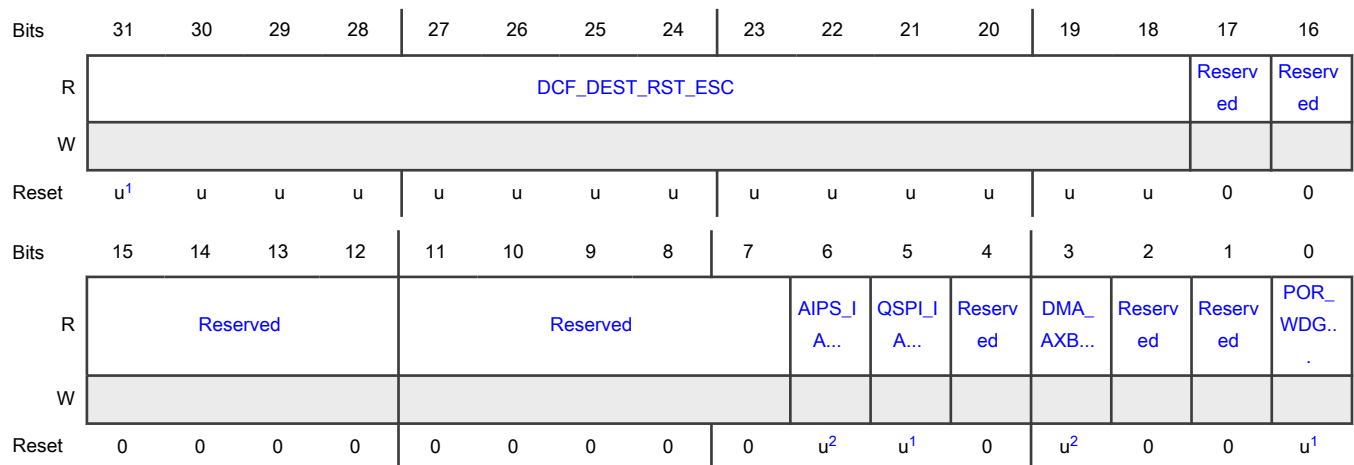 Bits 31 30 29 28 27 26 25 24 23 22 21 20 19 18 17 16
R DCF_DEST_RST_ESC Reserv ed Reserv ed
W
Reset u1 u u u u u u u u u u u u u 0 0
Bits 15 14 13 12 11 10 9 8 7 6 5 4 3 2 1 0
R Reserved Reserved AIPS_I A... QSPI_I A... Reserv ed DMA_ AXB... Reserv ed Reserv ed POR_ WDG.. .
W
Reset 0 0 0 0 0 0 0 0 0 u2 u1 0 u2 0 0 u1